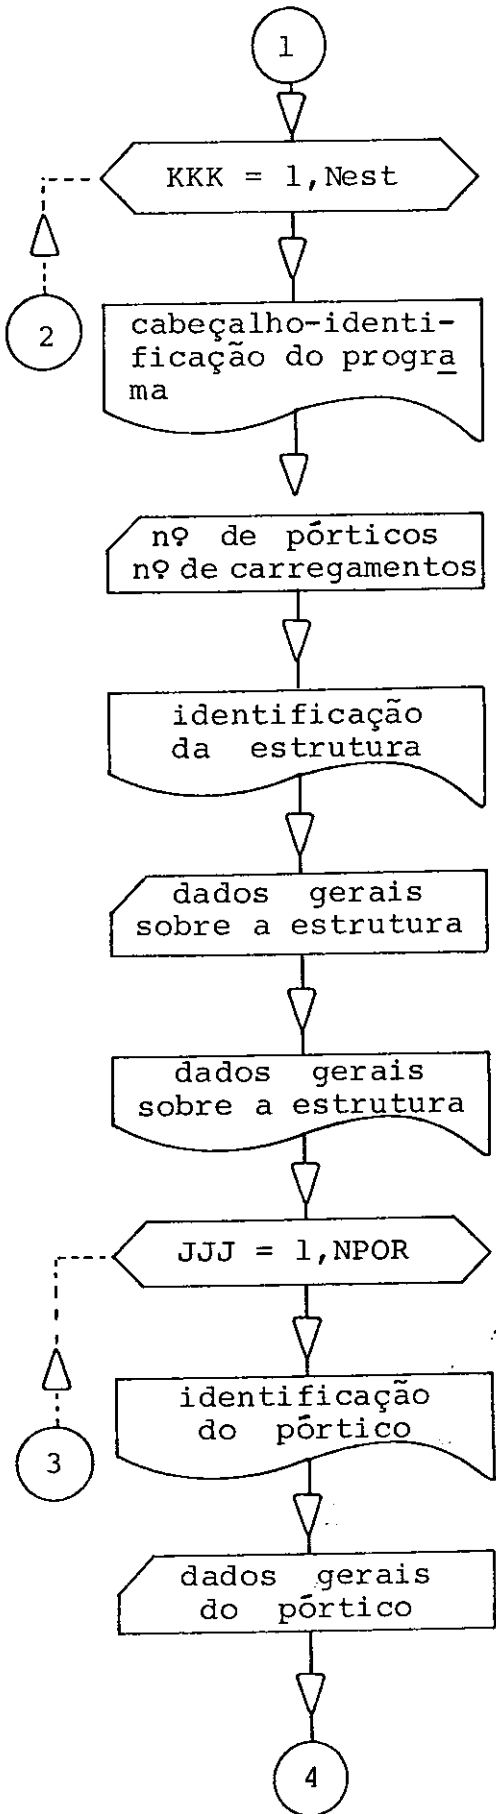 1
KKK = 1,Nest
2
cabeçalho-identi-
ficação do progra
ma
nº de pórticos
nº de carregamentos
identificação
da estrutura
dados gerais
sobre a estrutura
dados gerais
sobre a estrutura
JJJ = 1,NPOR
3
identificação
do pórtico
dados gerais
do pórtico
4